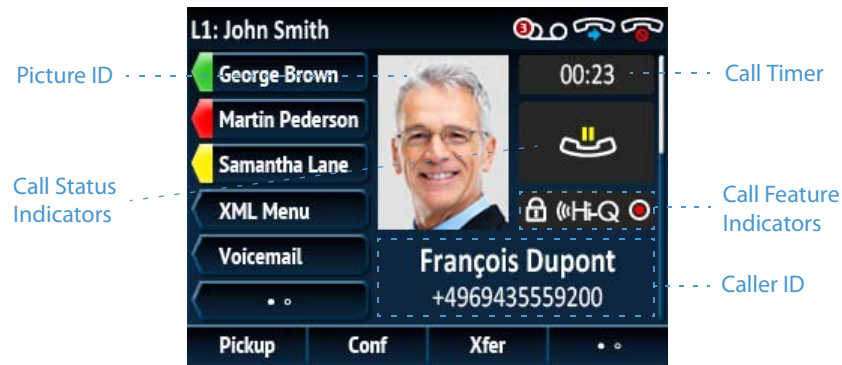 L1: John Smith
3
Picture ID
George Brown
00:23
Call Timer
Martin Pederson
Samantha Lane
Call Status
Indicators
XML Menu
Hi-Q
Call Feature
Indicators
Voicemail
François Dupont
+4969435559200
Caller ID
Pickup
Conf
Xfer